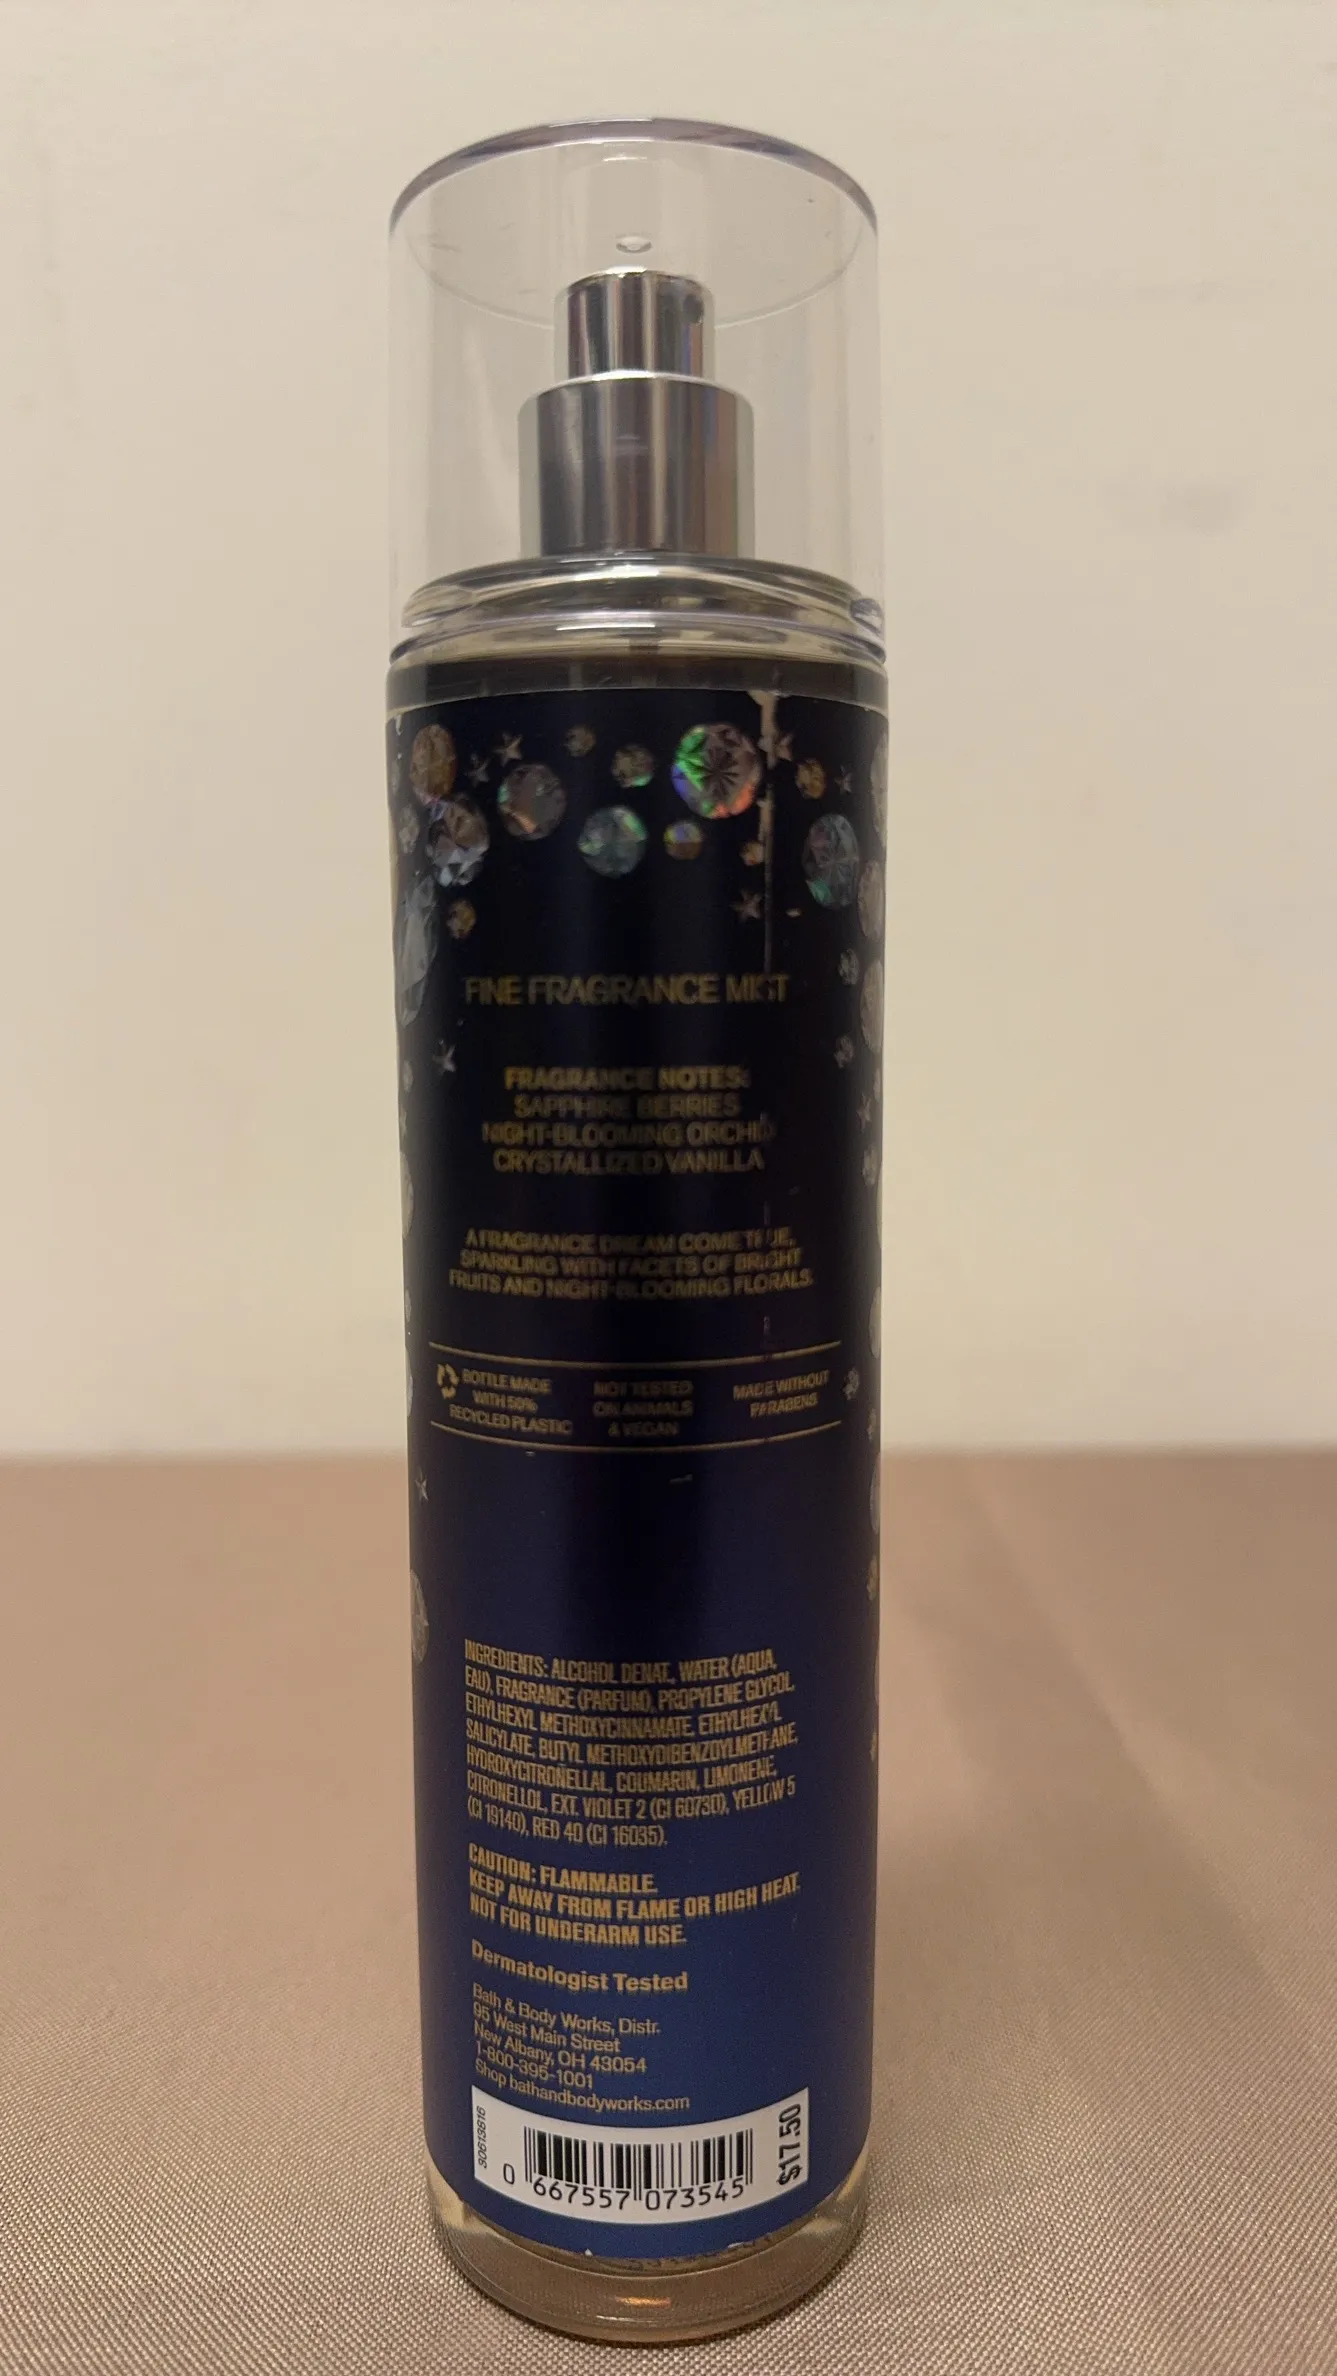 FINE FRAGRANCE MIST
FRAGRANCE NOTES:
SAPPHIRE BERRIES
NIGHT-BLOOMING ORCHID
CRYSTALLIZED VANILLA
A FRAGRANCE DREAM COME TRUE,
SPARKLING WITH FACETS OF BRIGHT
FRUITS AND NIGHT-BLOOMING FLORALS.
BOTTLE MADE
WITH 50%
RECYCLED PLASTIC
NOT TESTED
ON ANIMALS
& VEGAN
MADE WITHOUT
PARABENS
INGREDIENTS: ALCOHOL DENAT., WATER (AQUA,
EAU), FRAGRANCE (PARFUM), PROPYLENE GLYCOL,
ETHYLHEXYL METHOXYCINNAMATE, ETHYLHEXYL
SALICYLATE, BUTYL METHOXYDIBENZOYLMETHANE,
HYDROXYCITRONELLAL, COUMARIN, LIMONENE,
CITRONELLOL, EXT. VIOLET 2 (CI 60730), YELLOW 5
(CI 19140), RED 40 (CI 16035).
CAUTION: FLAMMABLE.
KEEP AWAY FROM FLAME OR HIGH HEAT.
NOT FOR UNDERARM USE.
Dermatologist Tested
Bath & Body Works, Distr.
95 West Main Street
New Albany, OH 43054
1-800-395-1001
Shop bathandbodyworks.com
30613816
0 667557 073545
$17.50